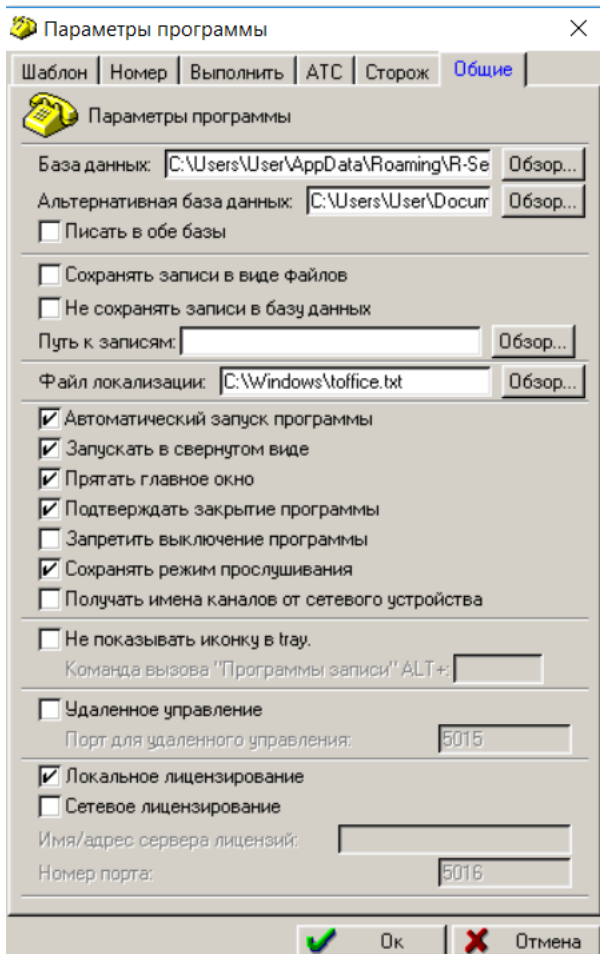 Параметры программы
Шаблон Номер Выполнить АТС Сторож Общие
Параметры программы
База данных: C:\Users\User\AppData\Roaming\R-Se Обзор...
Альтернативная база данных: C:\Users\User\Docum Обзор...
Писать в обе базы
Сохранять записи в виде файлов
Не сохранять записи в базу данных
Путь к записям: Обзор...
Файл локализации: C:\Windows\toffice.txt Обзор...
Автоматический запуск программы
Запускать в свернутом виде
Прятать главное окно
Подтверждать закрытие программы
Запретить выключение программы
Сохранять режим прослушивания
Получать имена каналов от сетевого устройства
Не показывать иконку в tray.
Команда вызова "Программы записи" ALT+:
Удаленное управление
Порт для удаленного управления: 5015
Локальное лицензирование
Сетевое лицензирование
Имя/адрес сервера лицензий:
Номер порта: 5016
Ок Отмена